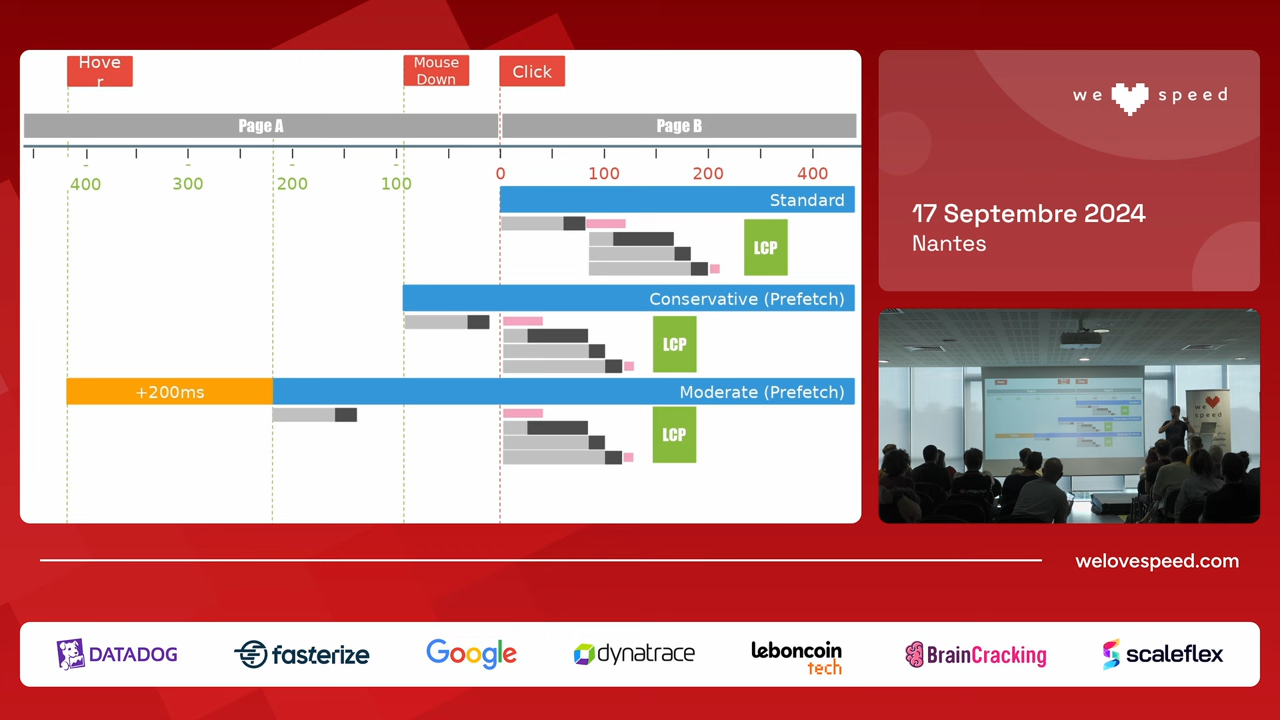 Hove
r
Mouse
Down
Click
Page A
Page B
-
400
-
300
-
200
-
100
0
100
200
400
Standard
LCP
Conservative (Prefetch)
LCP
+200ms
Moderate (Prefetch)
LCP
we speed
17 Septembre 2024
Nantes
we
speed
welovespeed.com
DATADOG
fasterize
Google
dynatrace
leboncoin
tech
BrainCracking
scaleflex